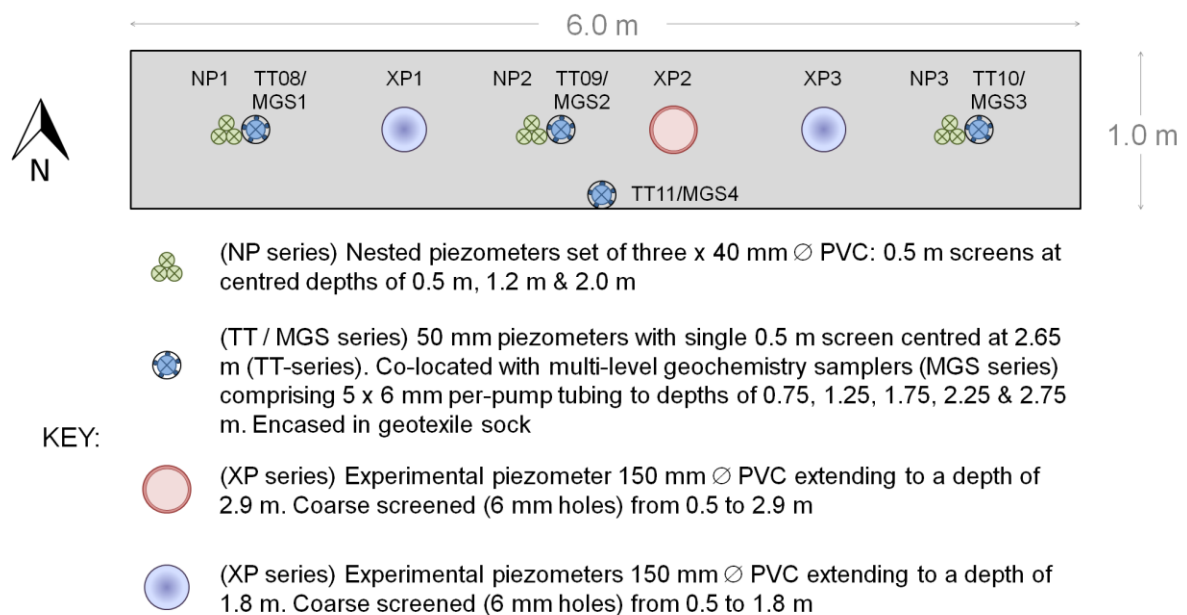 6.0 m
NP1 TT08/ XP1 NP2 TT09/ XP2 XP3 NP3 TT10/
MGS1 MGS2 MGS3
1.0 m
N
TT11/MGS4
(NP series) Nested piezometers set of three x 40 mm ∅ PVC: 0.5 m screens at
centred depths of 0.5 m, 1.2 m & 2.0 m
(TT / MGS series) 50 mm piezometers with single 0.5 m screen centred at 2.65
m (TT-series). Co-located with multi-level geochemistry samplers (MGS series)
comprising 5 x 6 mm per-pump tubing to depths of 0.75, 1.25, 1.75, 2.25 & 2.75
m. Encased in geotexile sock
KEY:
(XP series) Experimental piezometer 150 mm ∅ PVC extending to a depth of
2.9 m. Coarse screened (6 mm holes) from 0.5 to 2.9 m
(XP series) Experimental piezometers 150 mm ∅ PVC extending to a depth of
1.8 m. Coarse screened (6 mm holes) from 0.5 to 1.8 m